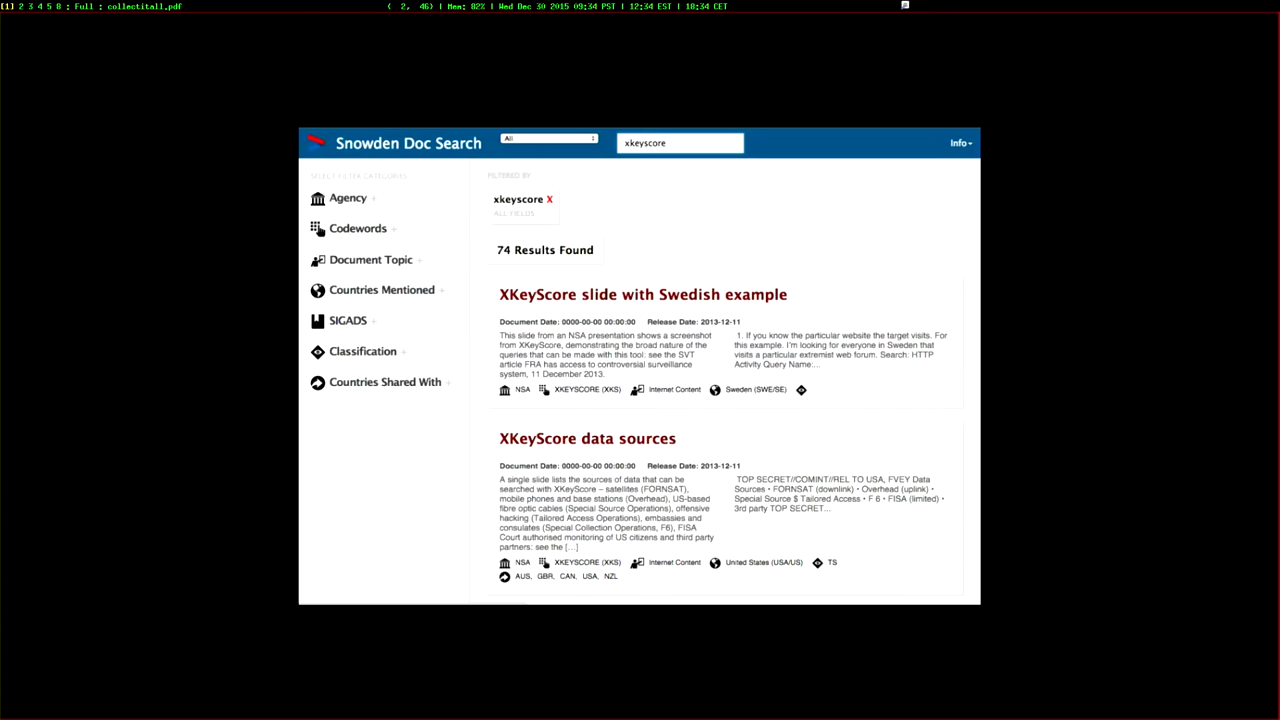 [1] 2 3 4 5 8 : Full : collectitall.pdf ( 2, 46) | Mem: 82% | Wed Dec 30 2015 09:34 PST | 12:34 EST | 18:34 CET
Snowden Doc Search All xkeyscore Info
SELECT FILTER CATEGORIES
Agency +
Codewords +
Document Topic +
Countries Mentioned +
SIGADS +
Classification +
Countries Shared With +
FILTERED BY
xkeyscore X
ALL FIELDS
74 Results Found
XKeyScore slide with Swedish example
Document Date: 0000-00-00 00:00:00 Release Date: 2013-12-11
This slide from an NSA presentation shows a screenshot
from XKeyScore, demonstrating the broad nature of the
queries that can be made with this tool: see the SVT
article FRA has access to controversial surveillance
system, 11 December 2013.
1. If you know the particular website the target visits. For
this example. I'm looking for everyone in Sweden that
visits a particular extremist web forum. Search: HTTP
Activity Query Name:...
NSA XKEYSCORE (XKS) Internet Content Sweden (SWE/SE)
XKeyScore data sources
Document Date: 0000-00-00 00:00:00 Release Date: 2013-12-11
A single slide lists the sources of data that can be
searched with XKeyScore – satellites (FORNSAT),
mobile phones and base stations (Overhead), US-based
fibre optic cables (Special Source Operations), offensive
hacking (Tailored Access Operations), embassies and
consulates (Special Collection Operations, F6), FISA
Court authorised monitoring of US citizens and third party
partners: see the [...]
TOP SECRET//COMINT//REL TO USA, FVEY Data
Sources • FORNSAT (downlink) • Overhead (uplink) •
Special Source $ Tailored Access • F 6 • FISA (limited) •
3rd party TOP SECRET...
NSA XKEYSCORE (XKS) Internet Content United States (USA/US) TS
AUS, GBR, CAN, USA, NZL